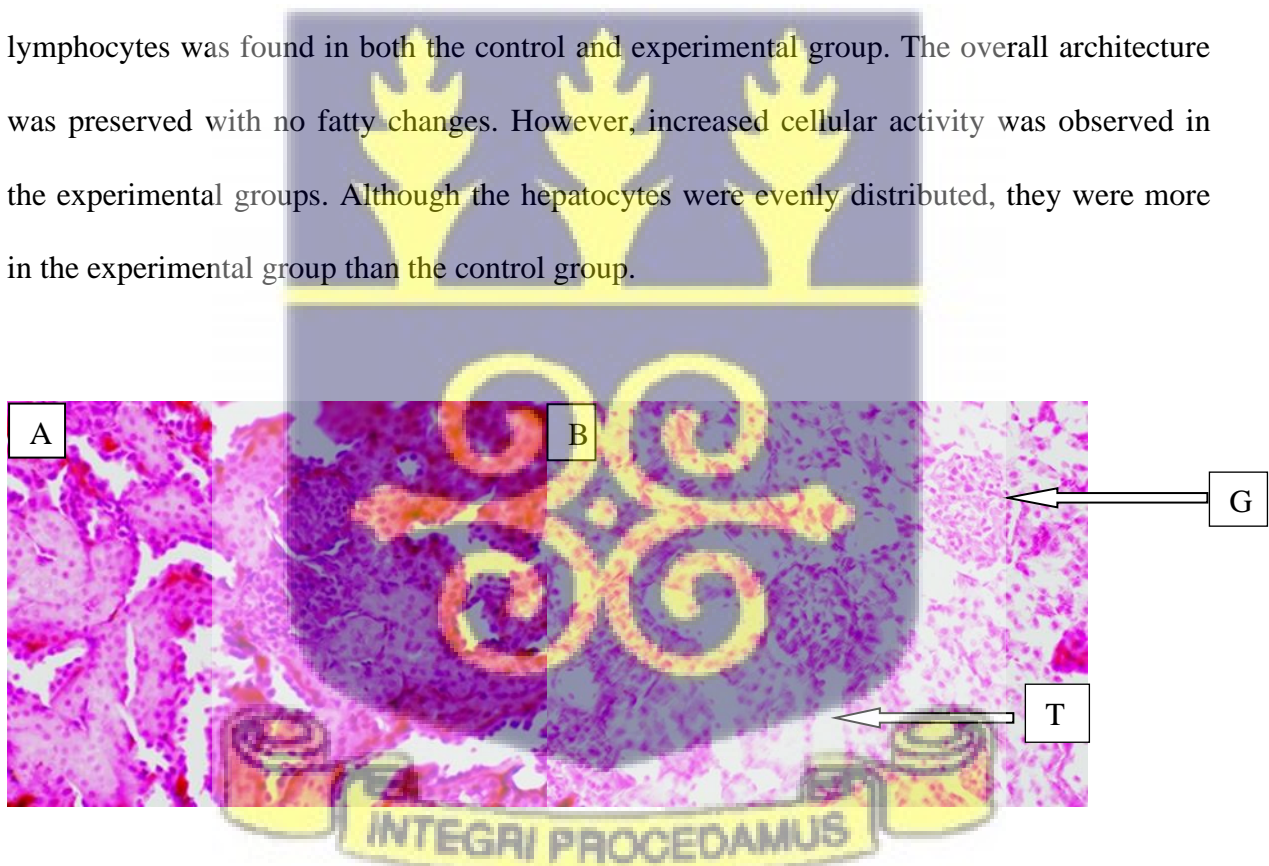 lymphocytes was found in both the control and experimental group. The overall architecture
was preserved with no fatty changes. However, increased cellular activity was observed in
the experimental groups. Although the hepatocytes were evenly distributed, they were more
in the experimental group than the control group.
A
B
G
T
INTEGRI PROCEDAMUS